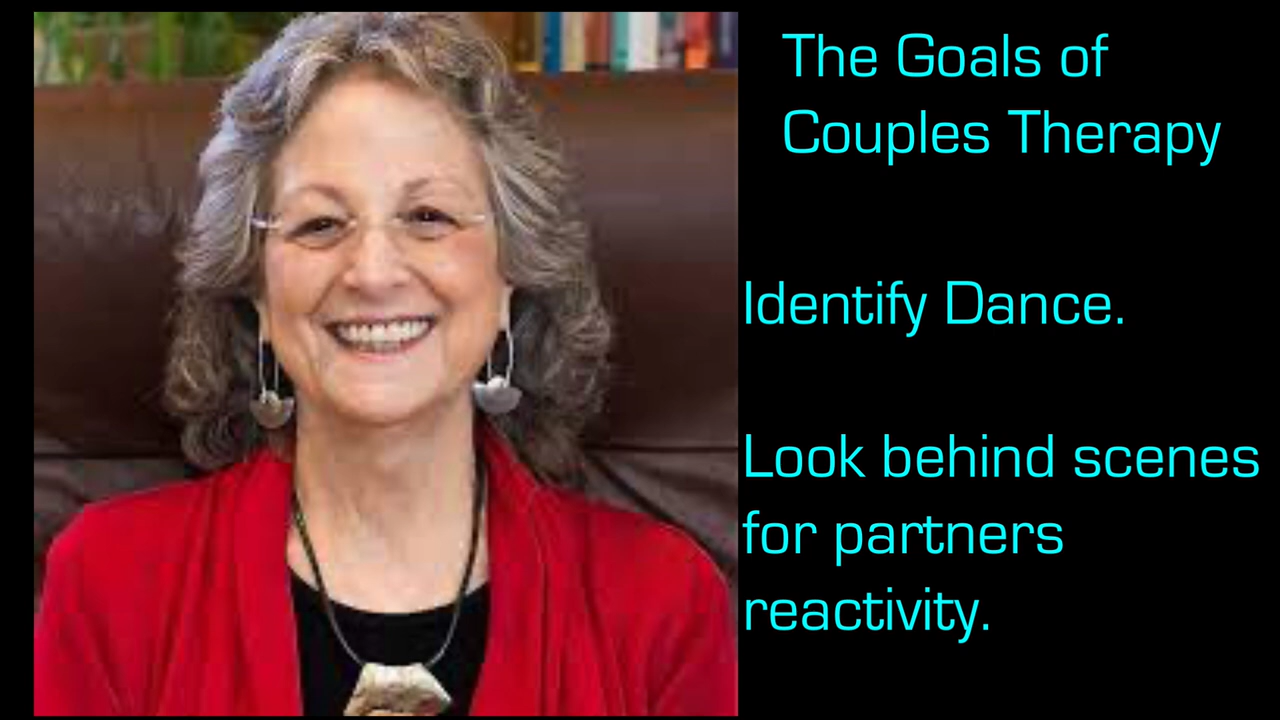 The Goals of
Couples Therapy
Identify Dance.
Look behind scenes
for partners
reactivity.